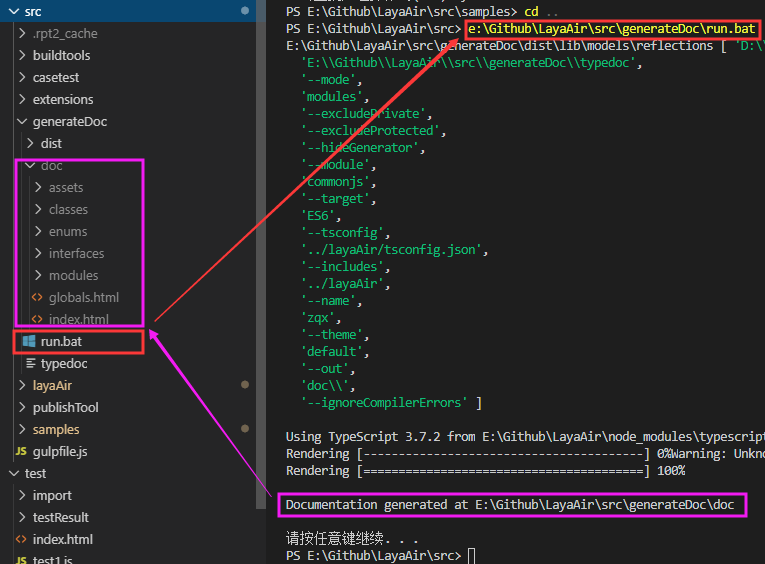 src
.rpt2_cache
buildtools
casetest
extensions
generateDoc
dist
doc
assets
classes
enums
interfaces
modules
globals.html
index.html
run.bat
typedoc
layaAir
publishTool
samples
JS gulpfile.js
test
import
testResult
index.html
JS test1.js
PS E:\Github\LayaAir\src\samples> cd ..
PS E:\Github\LayaAir\src> e:\Github\LayaAir\src\generateDoc\run.bat
E:\Github\LayaAir\src\generateDoc\dist\lib\models\reflections [ 'D:\
'E:\\Github\\LayaAir\\src\\generateDoc\\typedoc',
'--mode',
'modules',
'--excludePrivate',
'--excludeProtected',
'--hideGenerator',
'--module',
'commonjs',
'--target',
'ES6',
'--tsconfig',
'../layaAir/tsconfig.json',
'--includes',
'../layaAir',
'--name',
'zqx',
'--theme',
'default',
'--out',
'doc\\',
'--ignoreCompilerErrors' ]
Using TypeScript 3.7.2 from E:\Github\LayaAir\node_modules\typescript
Rendering [----------------------------------------] 0%Warning: Unkno
Rendering [========================================] 100%
Documentation generated at E:\Github\LayaAir\src\generateDoc\doc
请按任意键继续. . .
PS E:\Github\LayaAir\src>